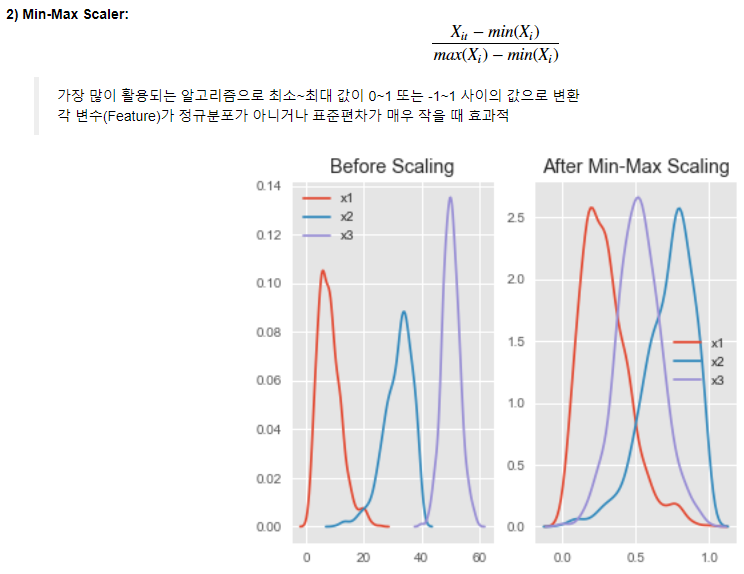 2) Min-Max Scaler:
X_it − min(X_i)
max(X_i) − min(X_i)
가장 많이 활용되는 알고리즘으로 최소~최대 값이 0~1 또는 -1~1 사이의 값으로 변환
각 변수(Feature)가 정규분포가 아니거나 표준편차가 매우 작을 때 효과적
Before Scaling
0.14
0.12
0.10
0.08
0.06
0.04
0.02
0.00
x1
x2
x3
0 20 40 60
After Min-Max Scaling
2.5
2.0
1.5
1.0
0.5
0.0
x1
x2
x3
0.0 0.5 1.0